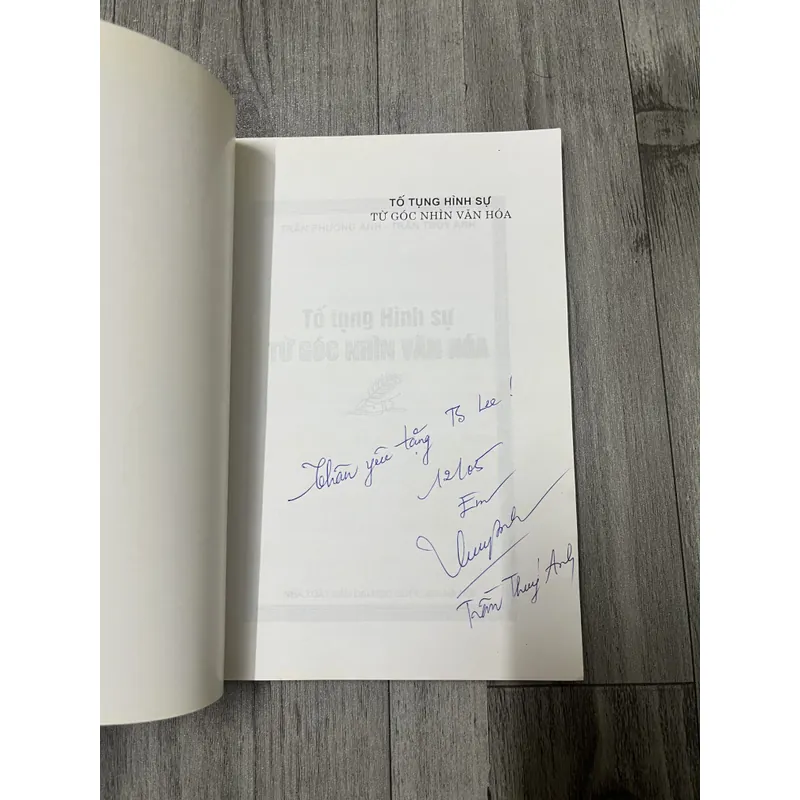 TỐ TỤNG HÌNH SỰ
TỪ GÓC NHÌN VĂN HÓA
Tố tụng Hình sự
TỪ GÓC NHÌN VĂN HÓA
Thân yêu tặng TS Lee!
12/05
Em
Thuyanh
Trần Thuý Anh